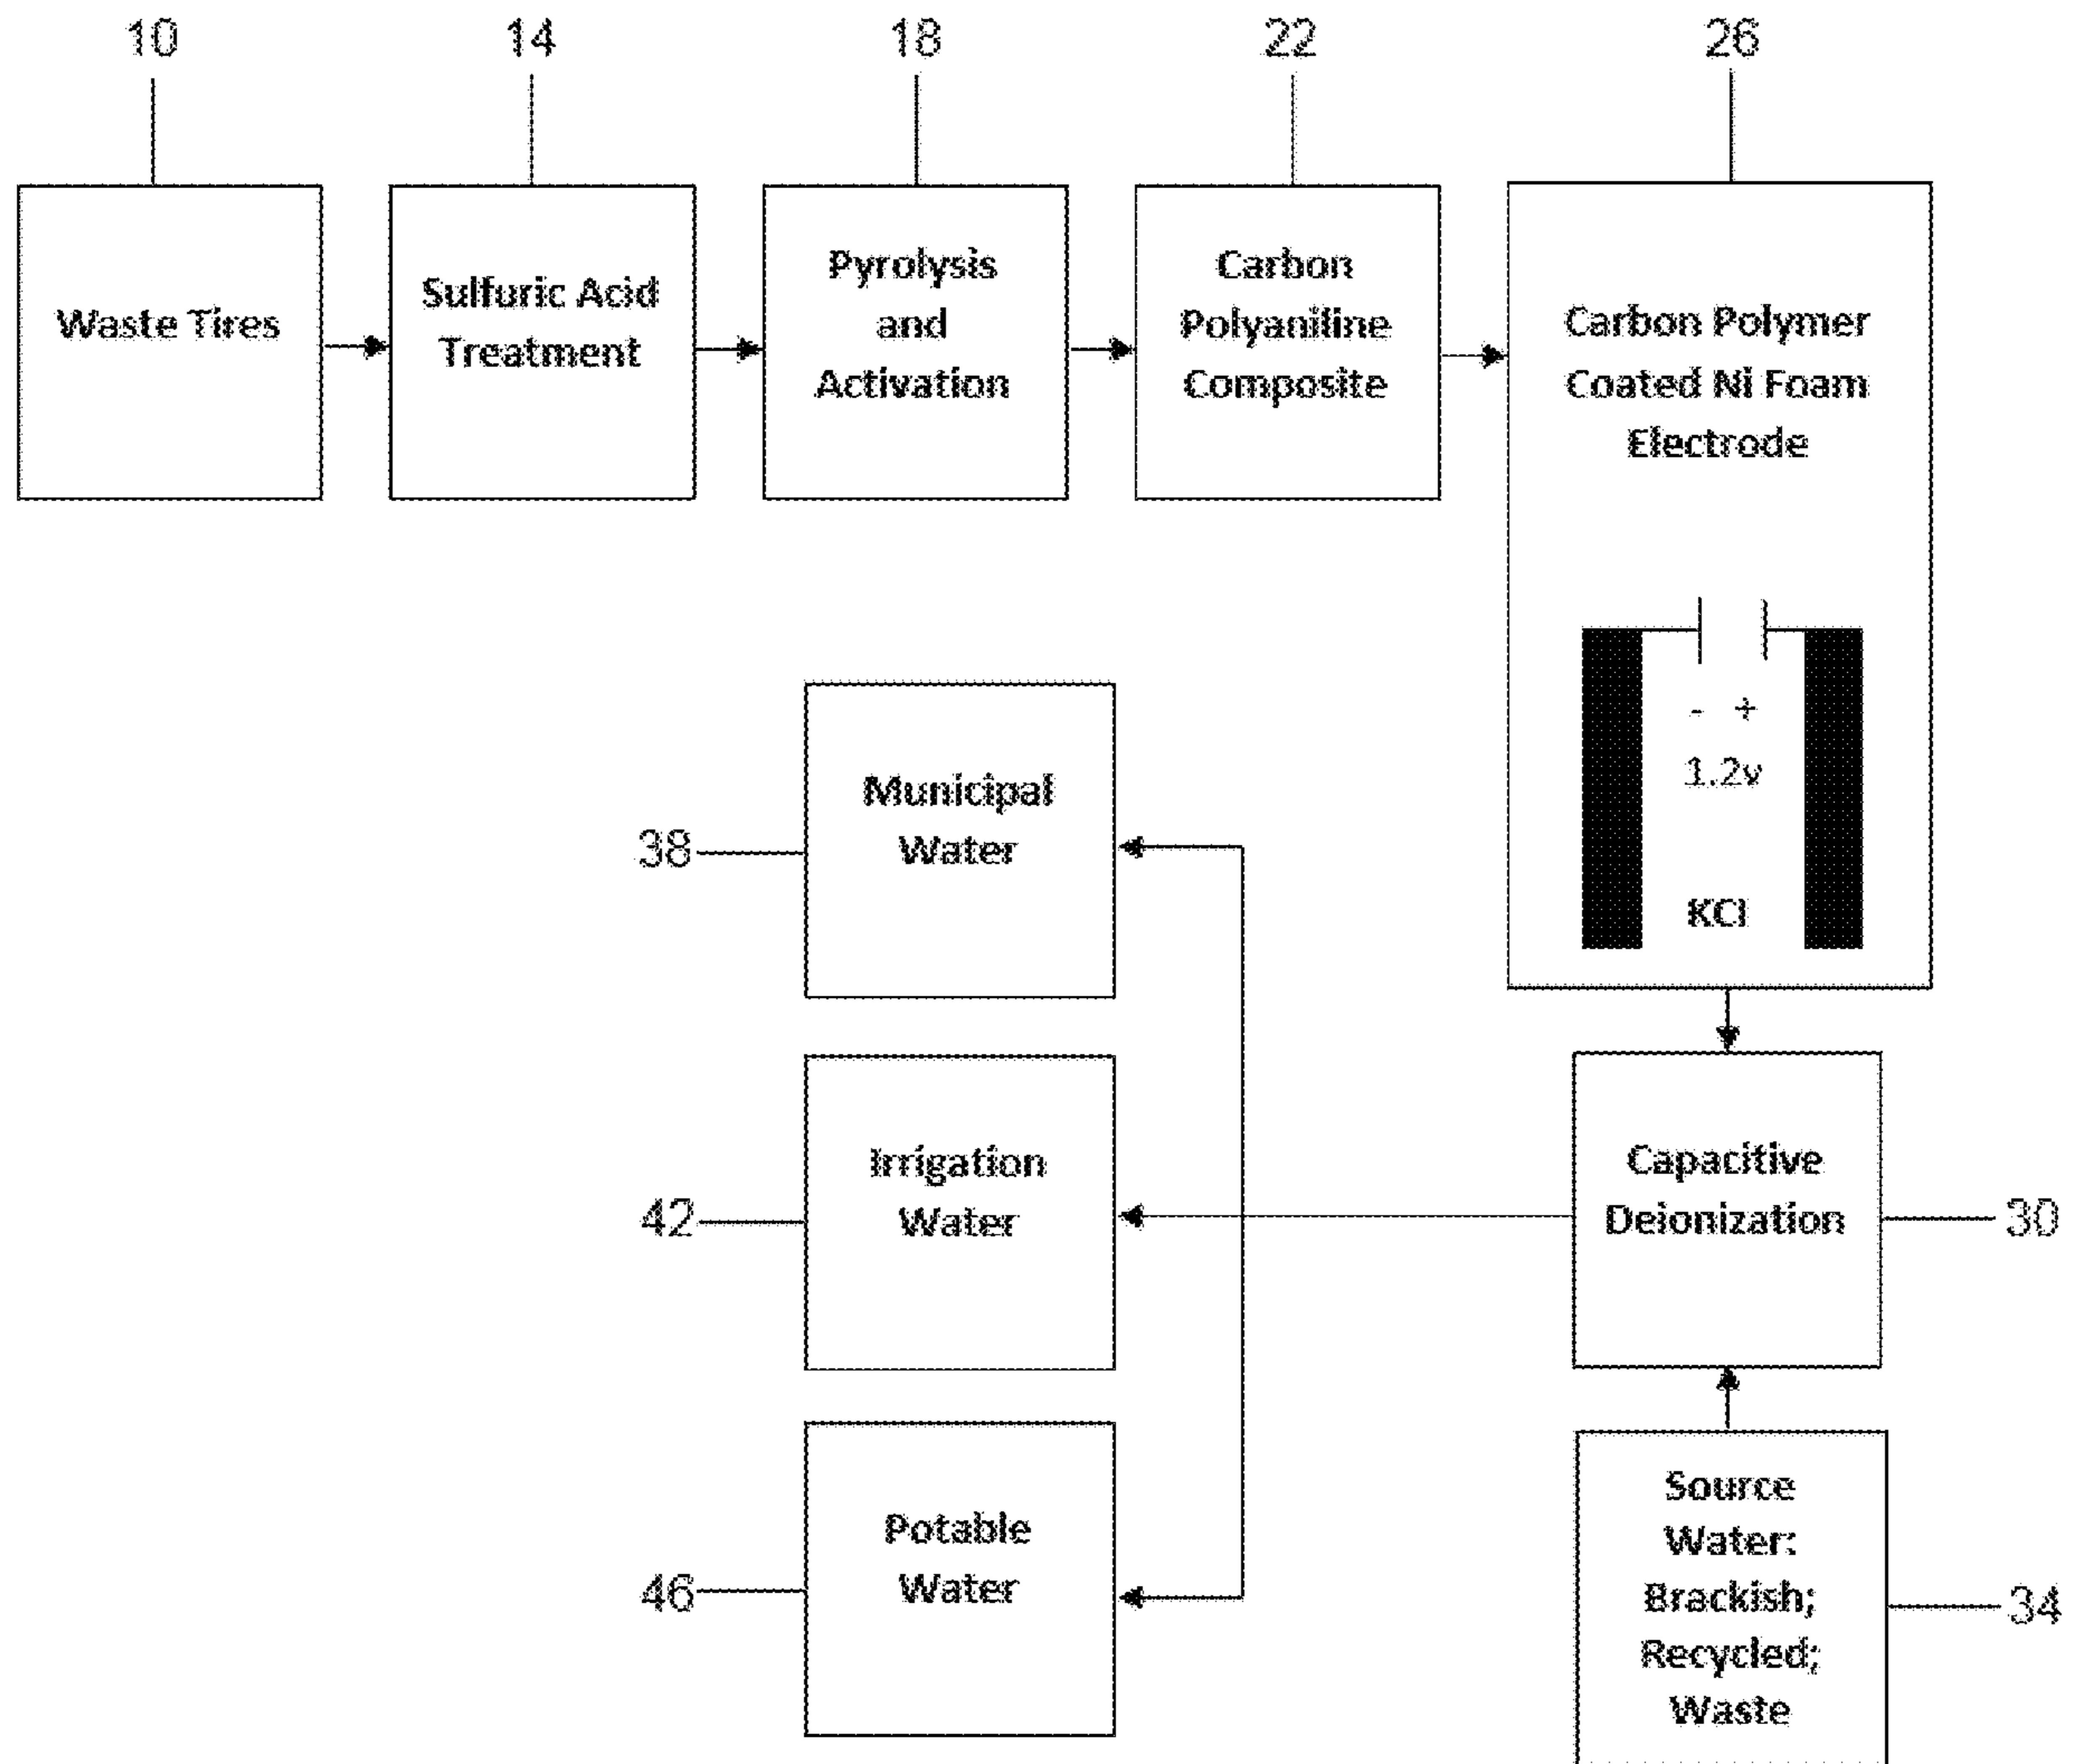 10
14
18
22
26
Waste Tires
Sulfuric Acid
Treatment
Pyrolysis
and
Activation
Carbon
Polyaniline
Composite
Carbon Polymer
Coated Ni Foam
Electrode
- +
1.2v
KCl
38
Municipal
Water
42
Irrigation
Water
Capacitive
Deionization
30
46
Potable
Water
Source
Water:
Brackish;
Recycled;
Waste
34